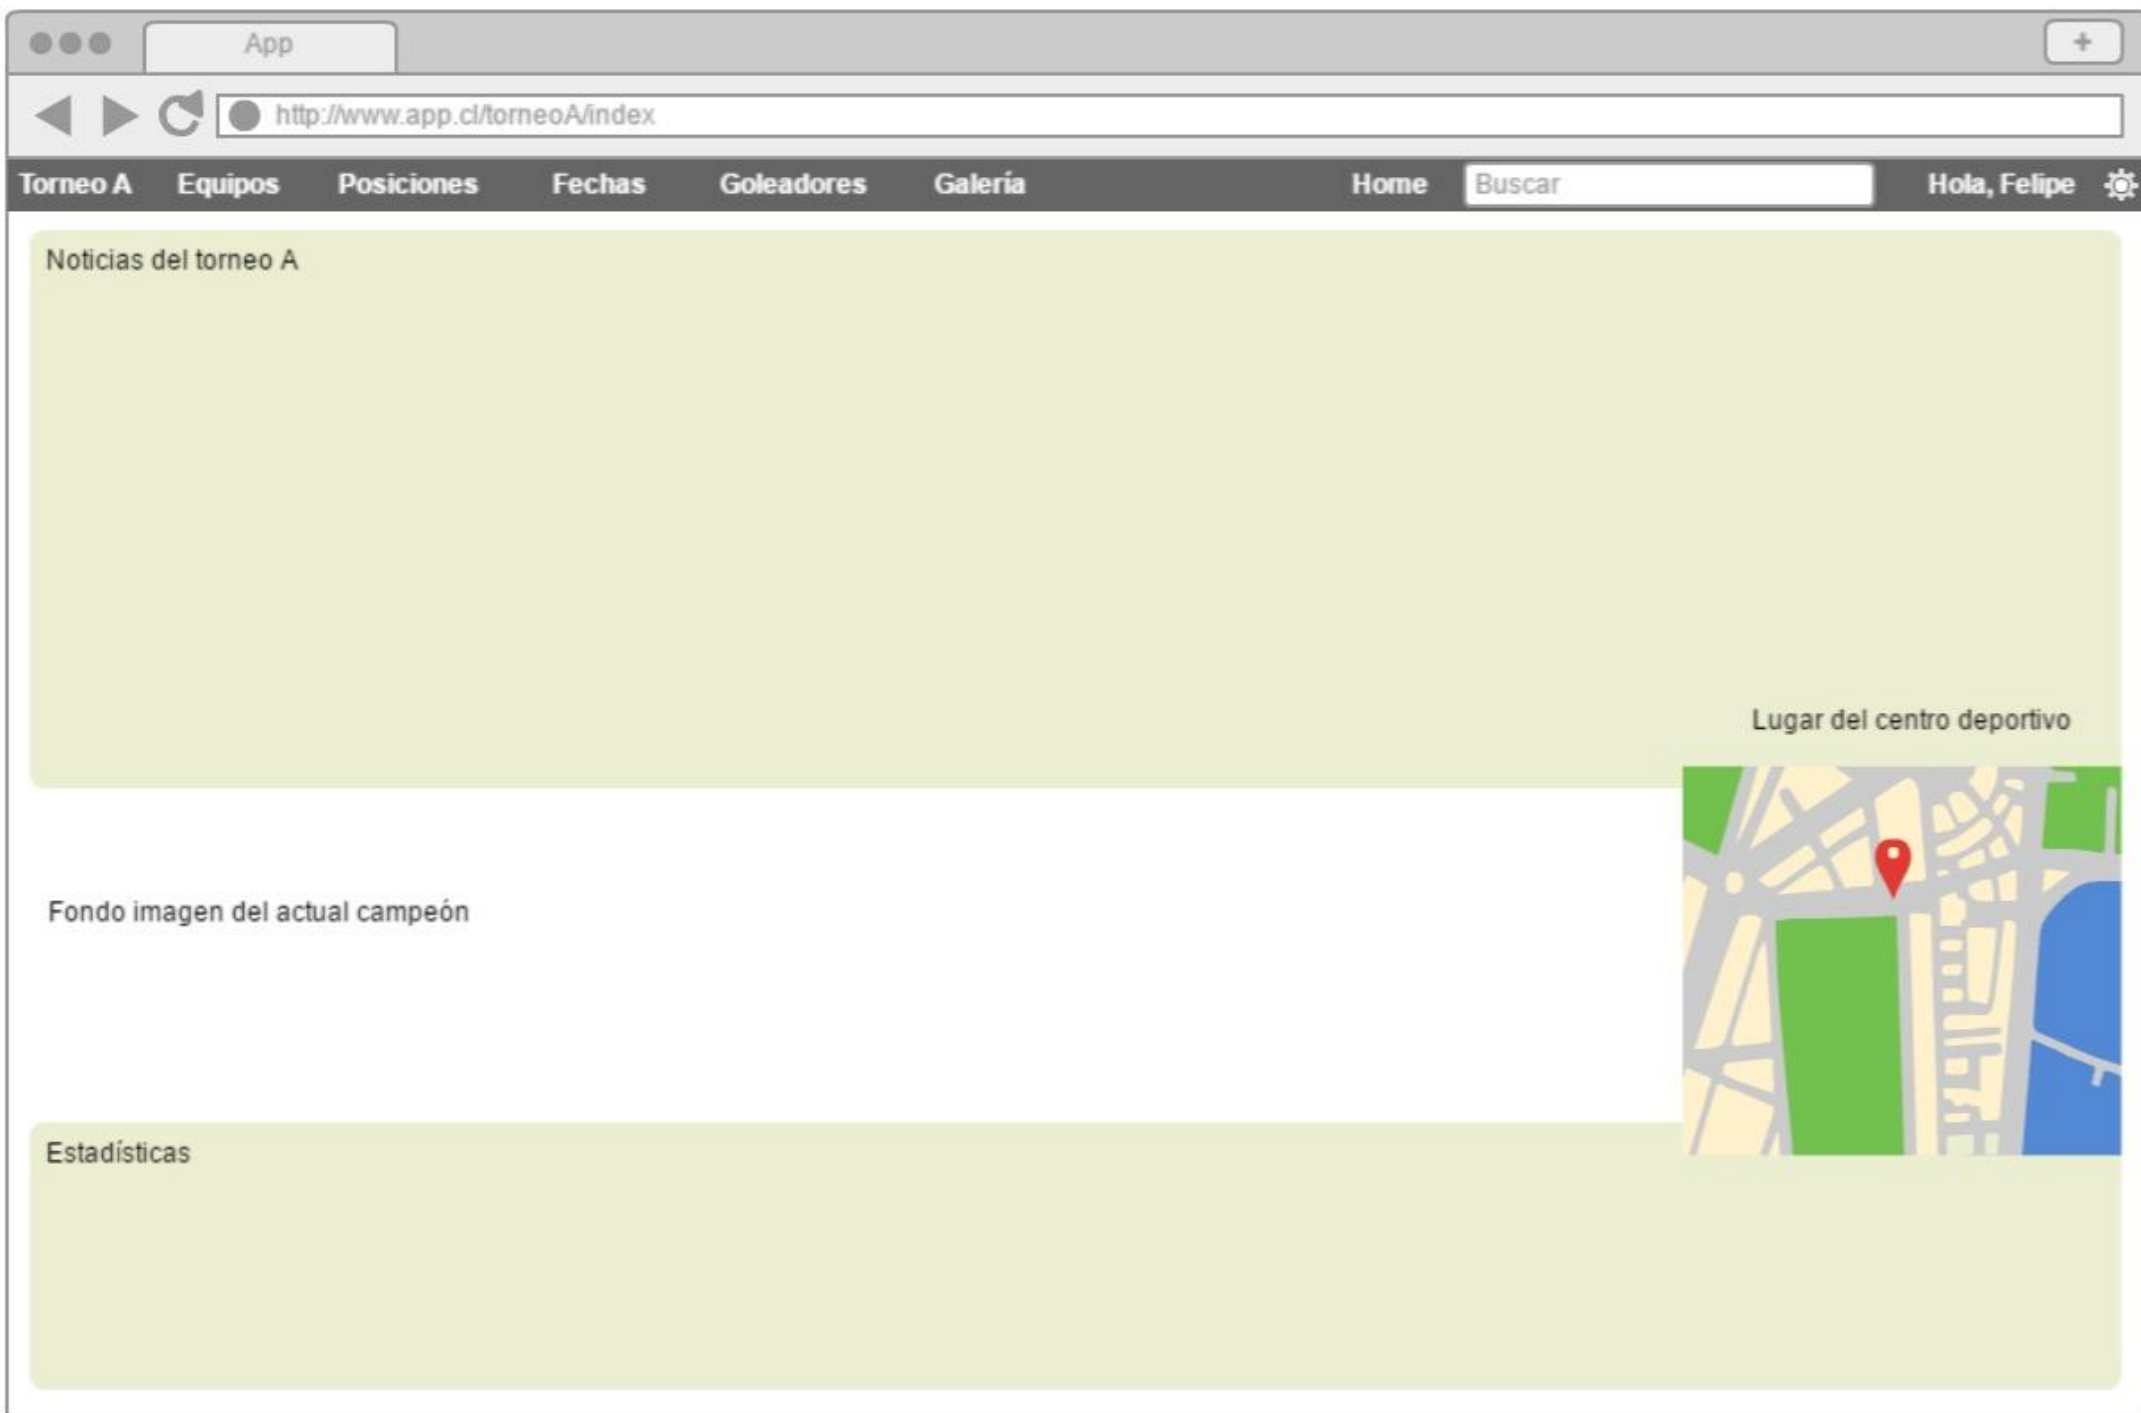 App
+
http://www.app.cl/torneoA/index
Torneo A Equipos Posiciones Fechas Goleadores Galería Home Buscar Hola, Felipe
Noticias del torneo A
Lugar del centro deportivo
Fondo imagen del actual campeón
Estadísticas